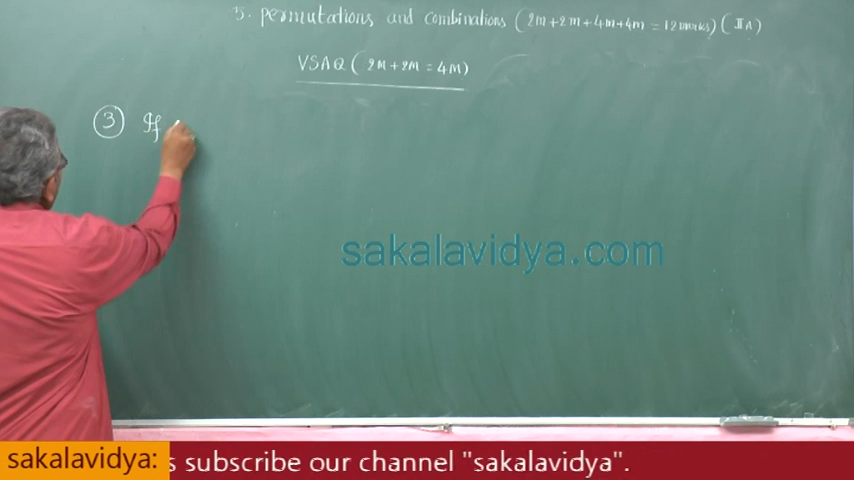 5. permutations and combinations (2M+2M+4M+4M = 12 marks) (IIA)
VSAQ (2M+2M = 4M)
3 If
sakalavidya.com
sakalavidya: s subscribe our channel "sakalavidya".